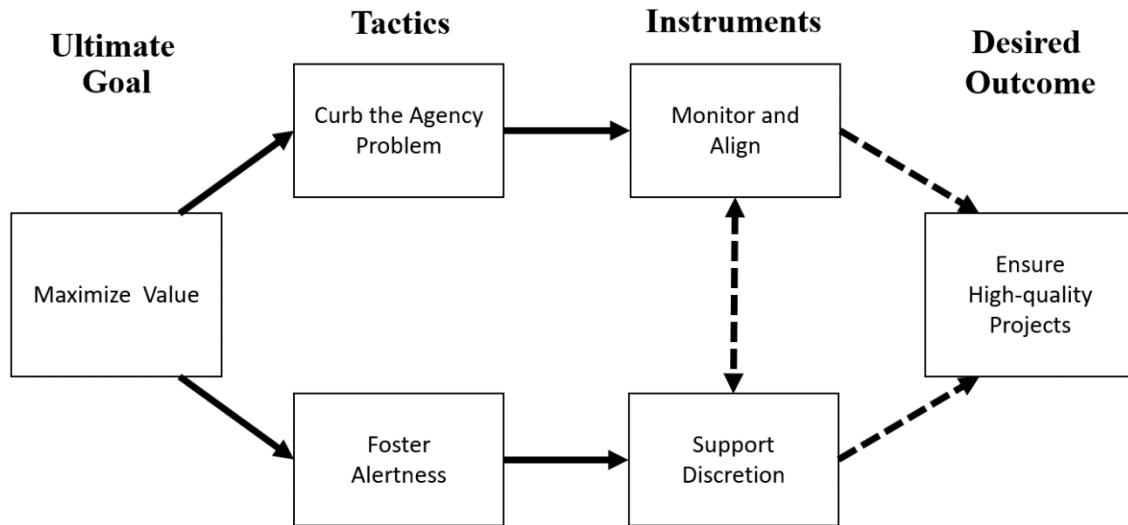 Ultimate
Goal
Tactics
Instruments
Desired
Outcome
Curb the Agency
Problem
Monitor and
Align
Maximize Value
Ensure
High-quality
Projects
Foster
Alertness
Support
Discretion